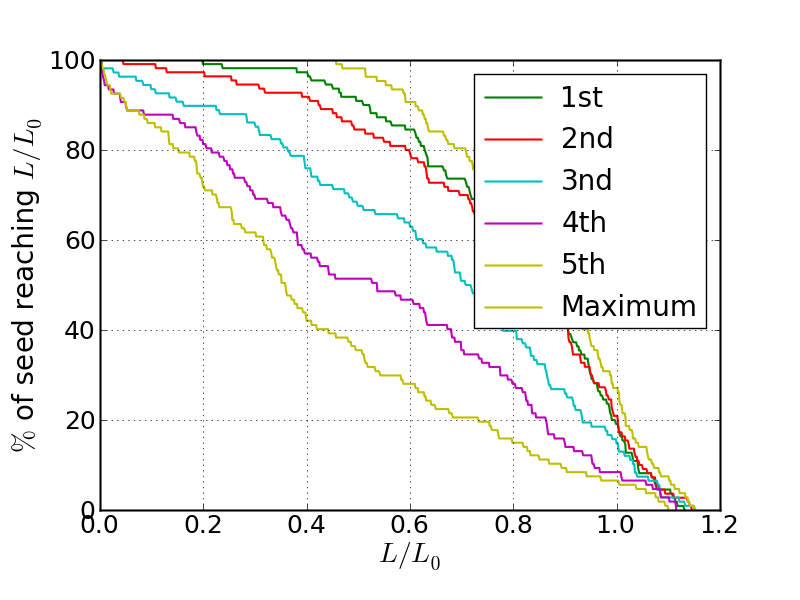 100
80
60
40
20
0
0.0 0.2 0.4 0.6 0.8 1.0 1.2
% of seed reaching L/L₀
L/L₀
1st
2nd
3nd
4th
5th
Maximum